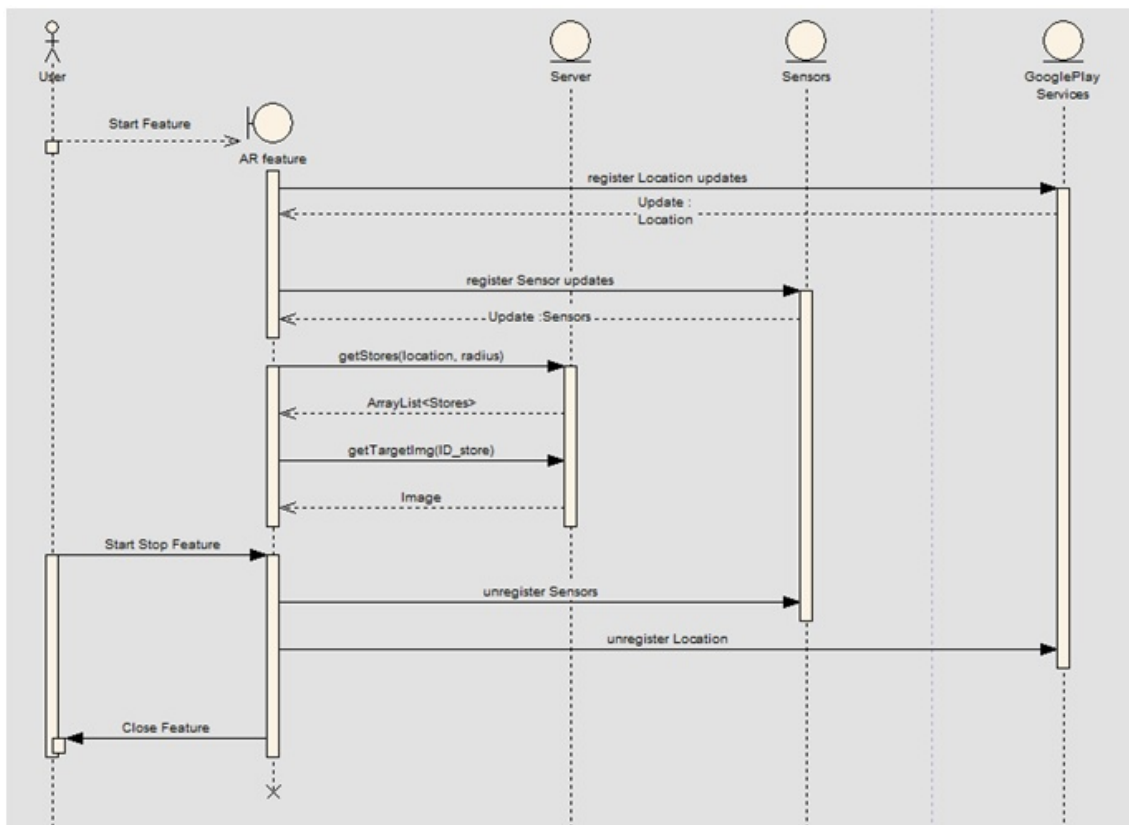 User
Server
Sensors
GooglePlay
Services
Start Feature
AR feature
register Location updates
Update :
Location
register Sensor updates
Update :Sensors
getStores(location, radius)
ArrayList<Stores>
getTargetImg(ID_store)
Image
Start Stop Feature
unregister Sensors
unregister Location
Close Feature